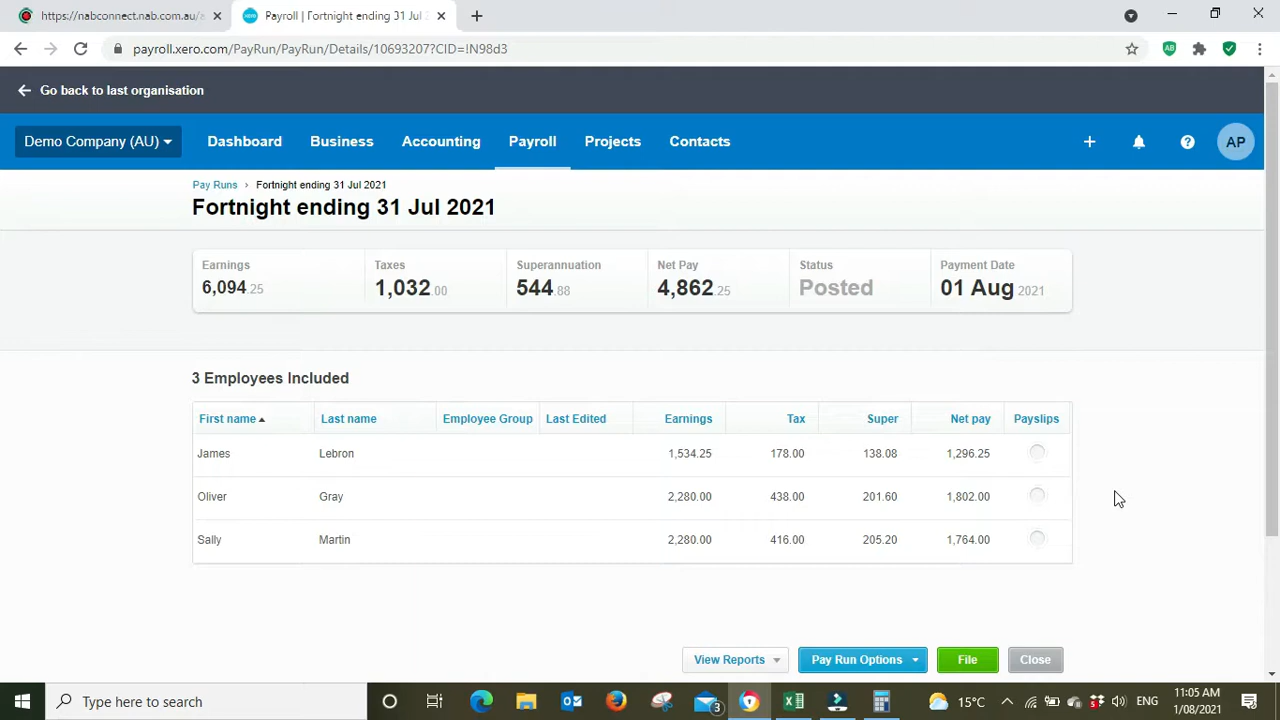 https://nabconnect.nab.com.au/a
Payroll | Fortnight ending 31 Jul 2
payroll.xero.com/PayRun/PayRun/Details/10693207?CID=!N98d3
AB
Go back to last organisation
Demo Company (AU)
Dashboard
Business
Accounting
Payroll
Projects
Contacts
AP
Pay Runs › Fortnight ending 31 Jul 2021
Fortnight ending 31 Jul 2021
Earnings
6,094.25
Taxes
1,032.00
Superannuation
544.88
Net Pay
4,862.25
Status
Posted
Payment Date
01 Aug 2021
3 Employees Included
First name Last name Employee Group Last Edited Earnings Tax Super Net pay Payslips
James Lebron 1,534.25 178.00 138.08 1,296.25
Oliver Gray 2,280.00 438.00 201.60 1,802.00
Sally Martin 2,280.00 416.00 205.20 1,764.00
View Reports
Pay Run Options
File
Close
Type here to search
3
15°C
ENG
11:05 AM
1/08/2021